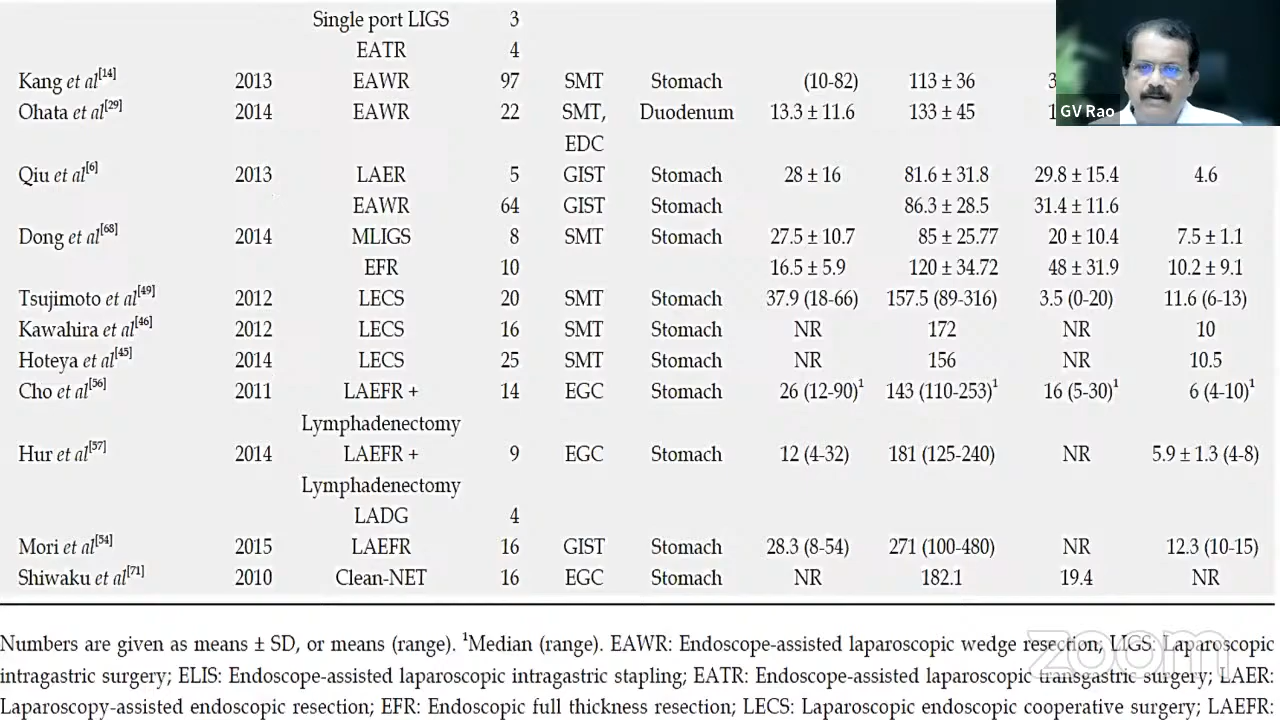 Single port LIGS 3
EATR 4
Kang et al[14] 2013 EAWR 97 SMT Stomach (10-82) 113 ± 36
Ohata et al[29] 2014 EAWR 22 SMT, Duodenum 13.3 ± 11.6 133 ± 45
EDC
GV Rao
Qiu et al[6] 2013 LAER 5 GIST Stomach 28 ± 16 81.6 ± 31.8 29.8 ± 15.4 4.6
EAWR 64 GIST Stomach 86.3 ± 28.5 31.4 ± 11.6
Dong et al[68] 2014 MLIGS 8 SMT Stomach 27.5 ± 10.7 85 ± 25.77 20 ± 10.4 7.5 ± 1.1
EFR 10 16.5 ± 5.9 120 ± 34.72 48 ± 31.9 10.2 ± 9.1
Tsujimoto et al[49] 2012 LECS 20 SMT Stomach 37.9 (18-66) 157.5 (89-316) 3.5 (0-20) 11.6 (6-13)
Kawahira et al[46] 2012 LECS 16 SMT Stomach NR 172 NR 10
Hoteya et al[45] 2014 LECS 25 SMT Stomach NR 156 NR 10.5
Cho et al[56] 2011 LAEFR + 14 EGC Stomach 26 (12-90)1 143 (110-253)1 16 (5-30)1 6 (4-10)1
Lymphadenectomy
Hur et al[57] 2014 LAEFR + 9 EGC Stomach 12 (4-32) 181 (125-240) NR 5.9 ± 1.3 (4-8)
Lymphadenectomy
LADG 4
Mori et al[54] 2015 LAEFR 16 GIST Stomach 28.3 (8-54) 271 (100-480) NR 12.3 (10-15)
Shiwaku et al[71] 2010 Clean-NET 16 EGC Stomach NR 182.1 19.4 NR
Numbers are given as means ± SD, or means (range). 1Median (range). EAWR: Endoscope-assisted laparoscopic wedge resection; LIGS: Laparoscopic
intragastric surgery; ELIS: Endoscope-assisted laparoscopic intragastric stapling; EATR: Endoscope-assisted laparoscopic transgastric surgery; LAER:
Laparoscopy-assisted endoscopic resection; EFR: Endoscopic full thickness resection; LECS: Laparoscopic endoscopic cooperative surgery; LAEFR:
zoom